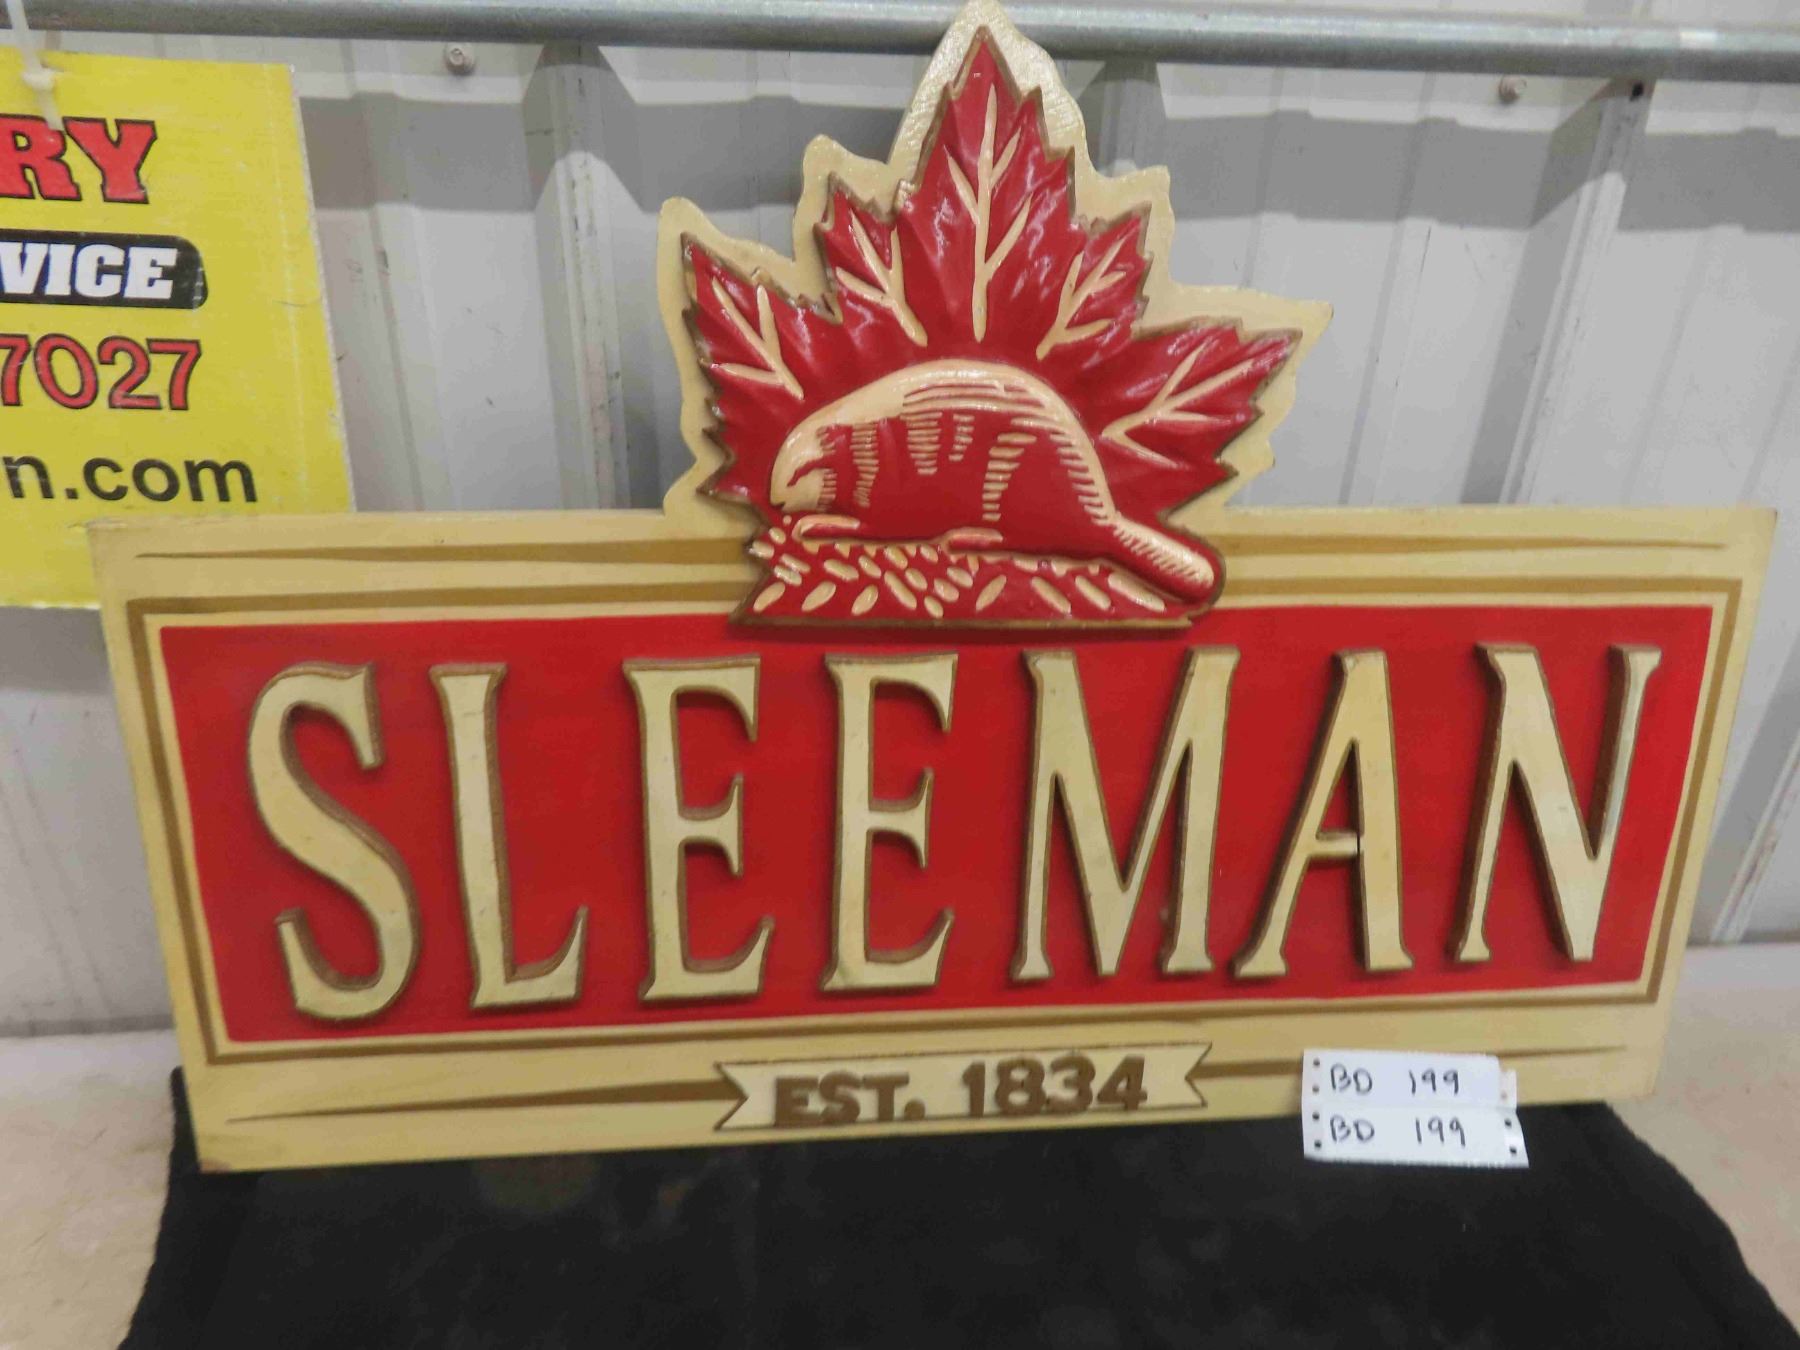 RY
VICE
7027
n.com
SLEEMAN
EST. 1834
BD 199
BD 199